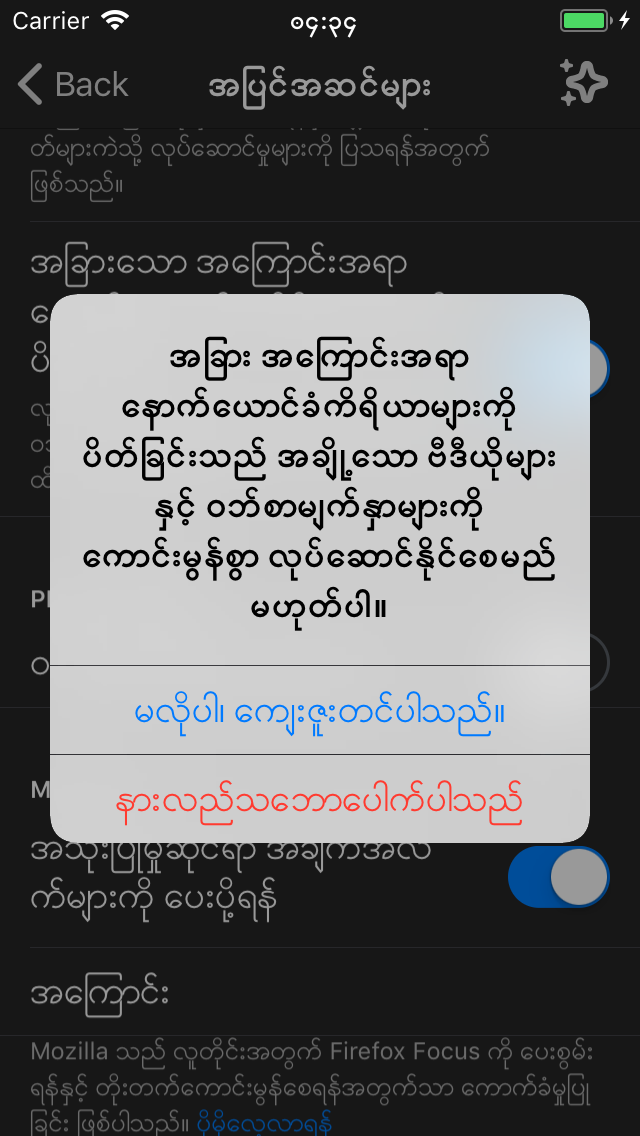 Carrier ၀၄:၃၄
Back အပြင်အဆင်များ
တ်များကဲသို့ လုပ်ဆောင်မှုများကို ပြသရန်အတွက်
ဖြစ်သည်။
အခြားသော အကြောင်းအရာ
အခြား အကြောင်းအရာ
နောက်ယောင်ခံကိရိယာများကို
ပိတ်ခြင်းသည် အချို့သော ဗီဒီယိုများ
နှင့် ဝဘ်စာမျက်နှာများကို
ကောင်းမွန်စွာ လုပ်ဆောင်နိုင်စေမည်
မဟုတ်ပါ။
မလိုပါ၊ ကျေးဇူးတင်ပါသည်။
နားလည်သဘောပေါက်ပါသည်
အသုံးပြုမှုဆိုင်ရာ အချက်အလ
က်များကို ပေးပို့ရန်
အကြောင်း
Mozilla သည် လူတိုင်းအတွက် Firefox Focus ကို ပေးစွမ်း
ရန်နှင့် တိုးတက်ကောင်းမွန်စေရန်အတွက်သာ ကောက်ခံမှုပြု
ခြင်း ဖြစ်ပါသည်။ ပိုမိုလေ့လာရန်